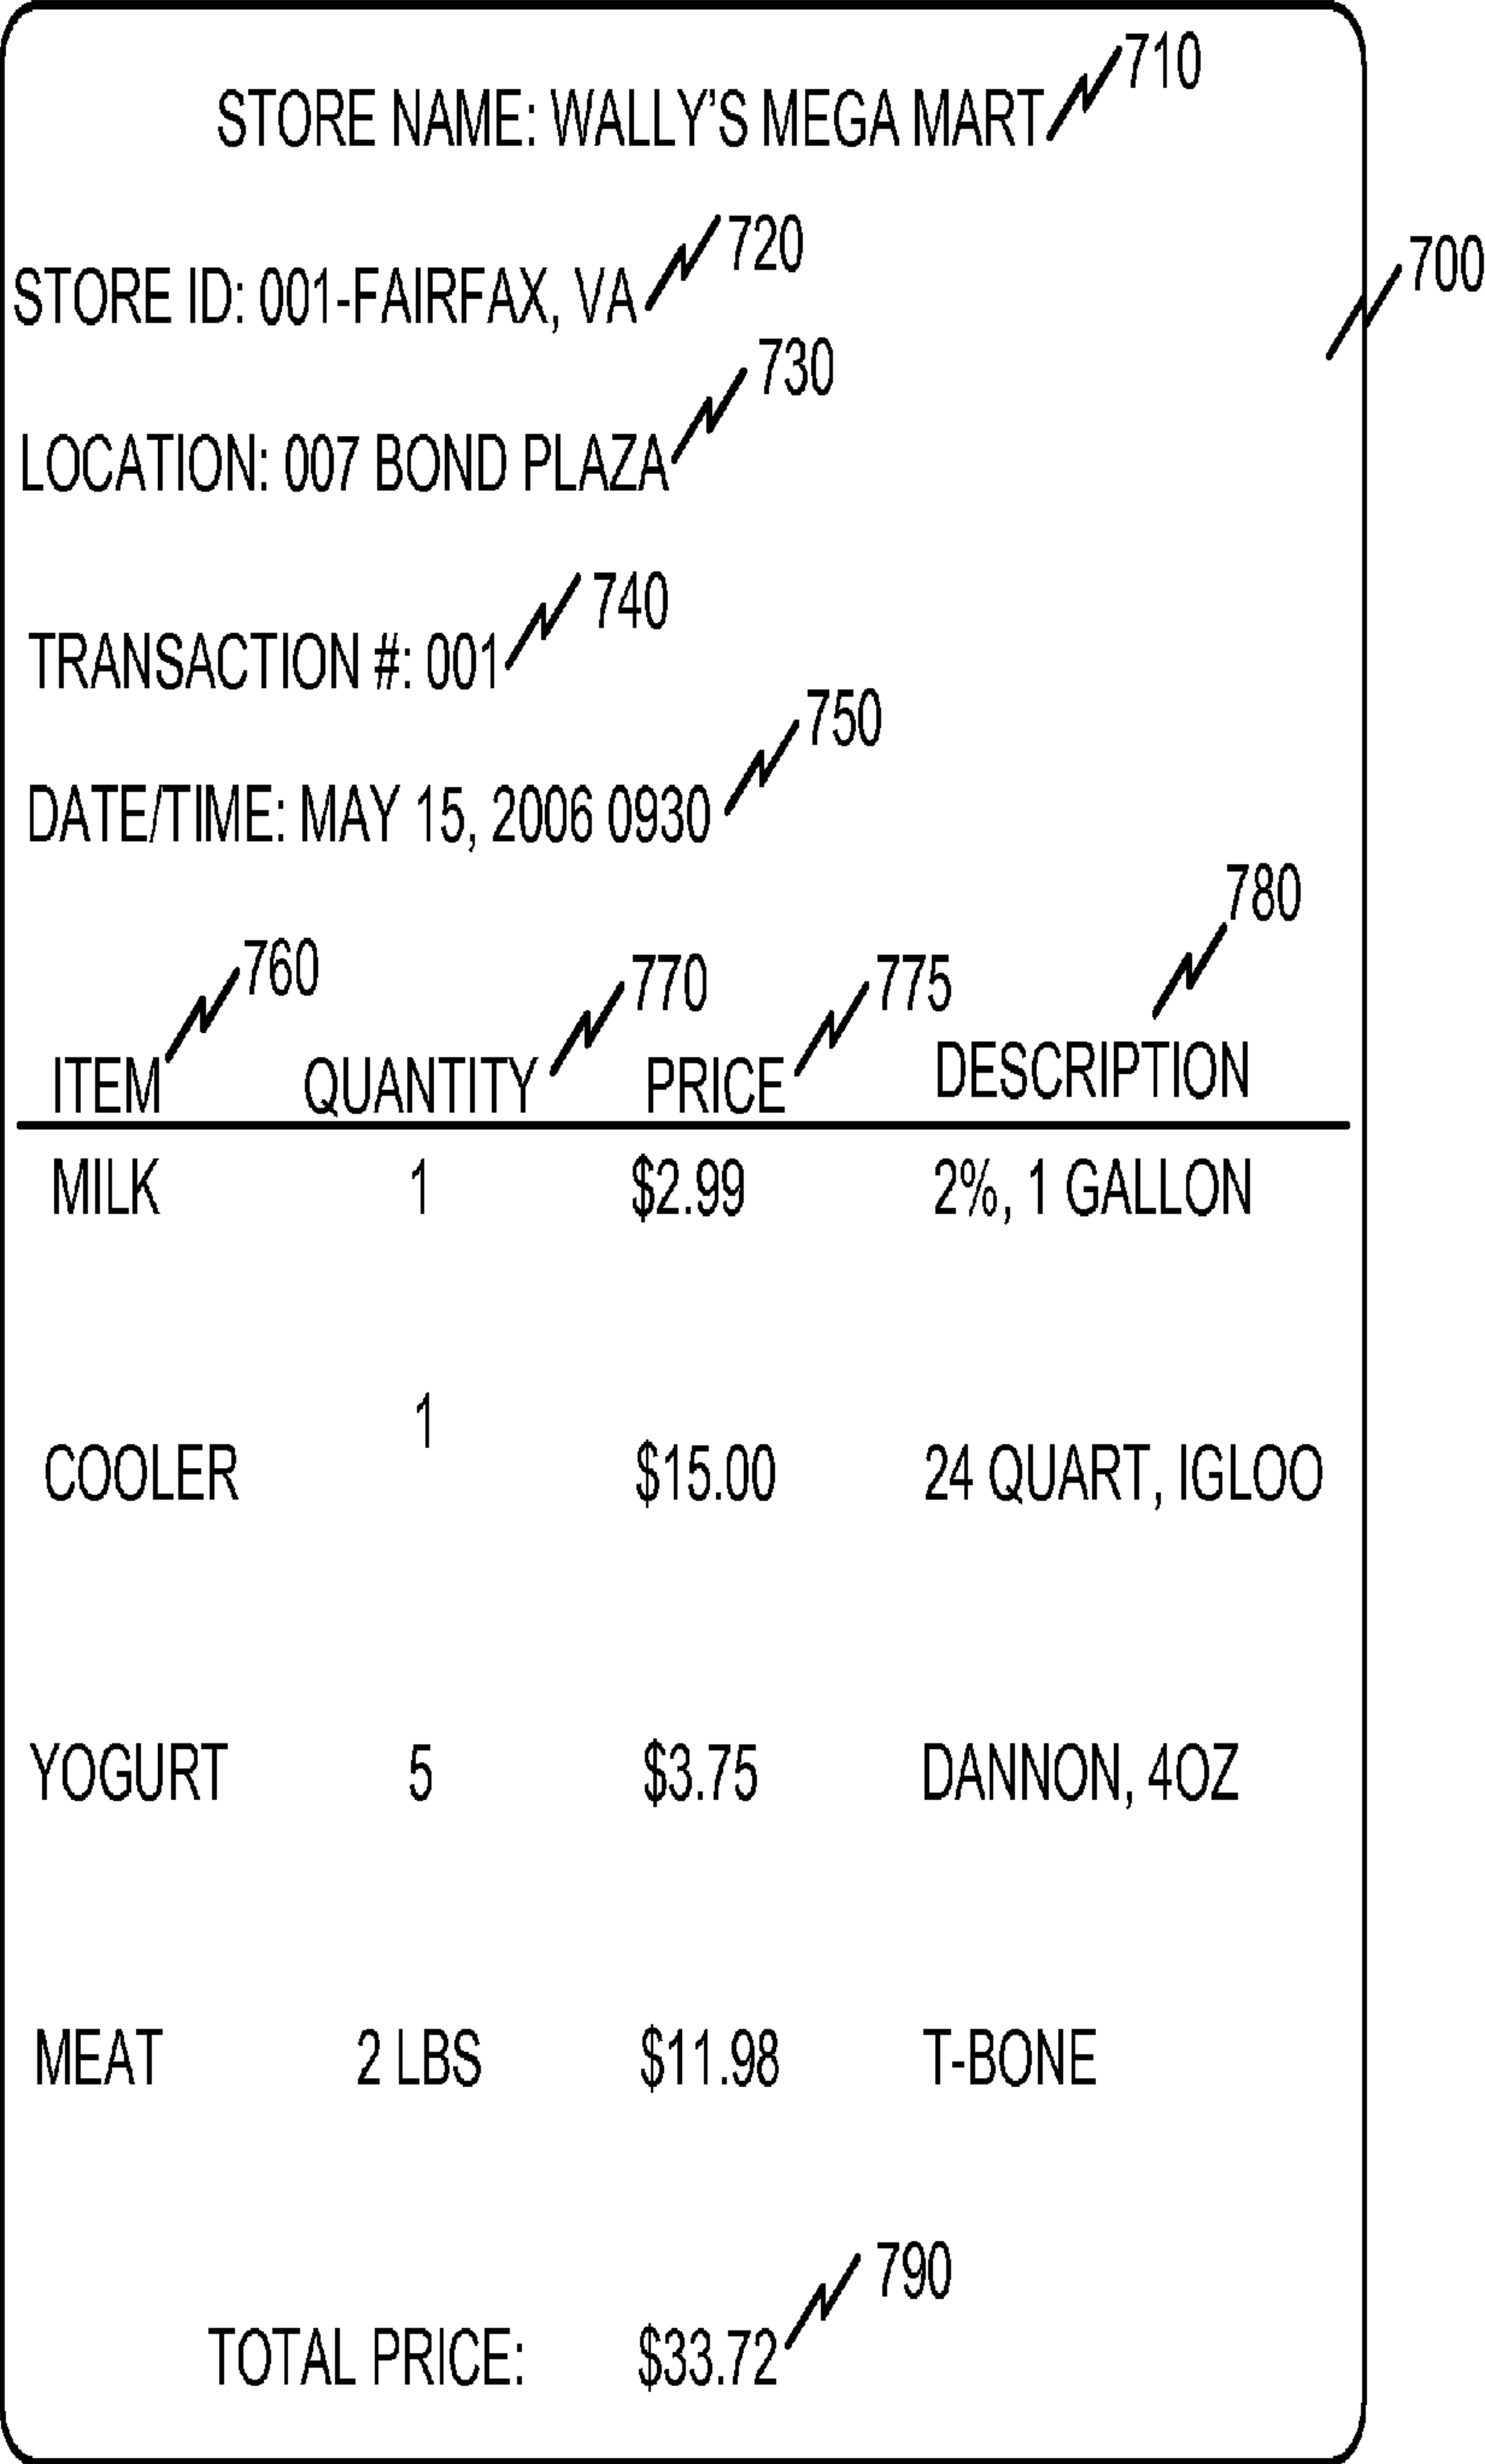 710
STORE NAME: WALLY'S MEGA MART
720
700
STORE ID: 001-FAIRFAX, VA
730
LOCATION: 007 BOND PLAZA
740
TRANSACTION #: 001
750
DATE/TIME: MAY 15, 2006 0930
780
760 770 775
ITEM QUANTITY PRICE DESCRIPTION
MILK 1 $2.99 2%, 1 GALLON
COOLER 1 $15.00 24 QUART, IGLOO
YOGURT 5 $3.75 DANNON, 4OZ
MEAT 2 LBS $11.98 T-BONE
790
TOTAL PRICE: $33.72